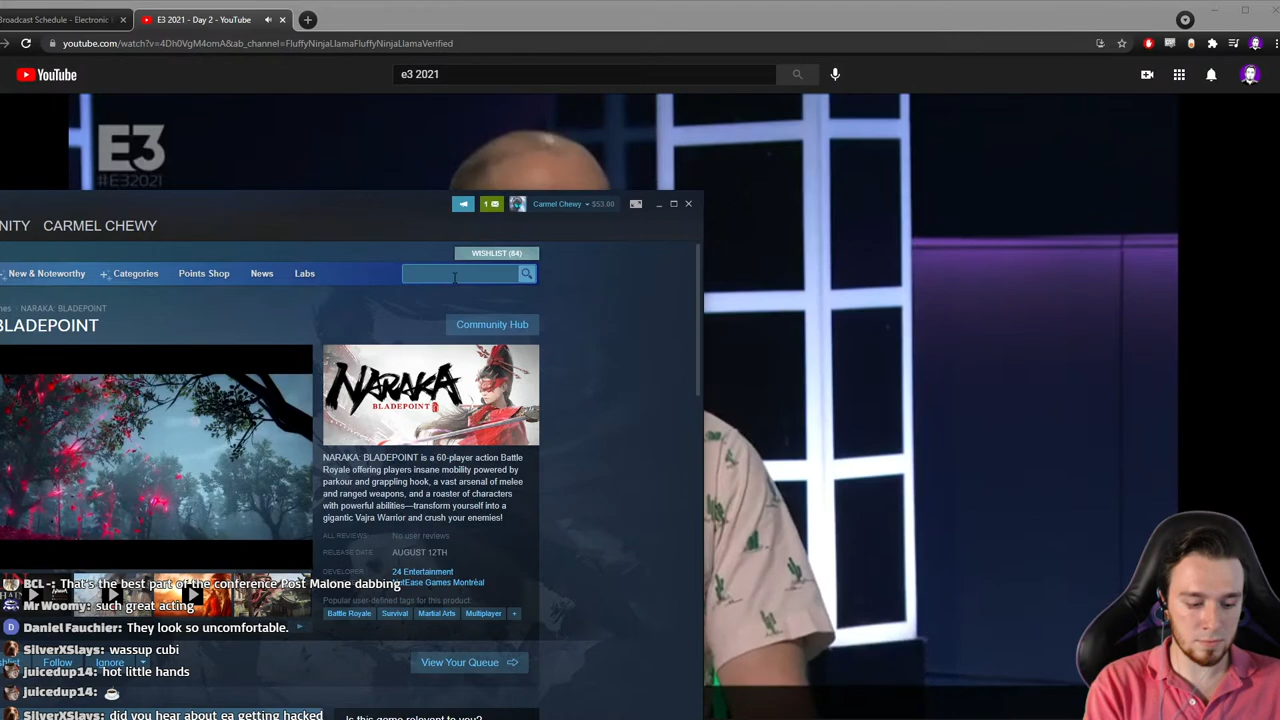 Broadcast Schedule - Electronic
E3 2021 - Day 2 - YouTube
youtube.com/watch?v=4Dh0VgM4omA&ab_channel=FluffyNinjaLlamaFluffyNinjaLlamaVerified
YouTube
e3 2021
E3
#E32021
1
Carmel Chewy
$53.00
NITY
CARMEL CHEWY
WISHLIST (84)
New & Noteworthy
Categories
Points Shop
News
Labs
NARAKA: BLADEPOINT
BLADEPOINT
Community Hub
NARAKA
BLADEPOINT
NARAKA: BLADEPOINT is a 60-player action Battle
Royale offering players insane mobility powered by
parkour and grappling hook, a vast arsenal of melee
and ranged weapons, and a roaster of characters
with powerful abilities—transform yourself into a
gigantic Vajra Warrior and crush your enemies!
ALL REVIEWS
No user reviews
RELEASE DATE
AUGUST 12TH
DEVELOPER
24 Entertainment
NetEase Games Montréal
Popular user-defined tags for this product:
Battle Royale
Survival
Martial Arts
Multiplayer
+
BCL -: That's the best part of the conference Post Malone dabbing
Mr Woomy: such great acting
Daniel Fauchier: They look so uncomfortable.
SilverXSlays: wassup cubi
Follow
Ignore
View Your Queue
juicedup14: hot little hands
juicedup14: ☕
SilverXSlays: did you hear about ea getting hacked
Is this game relevant to you?